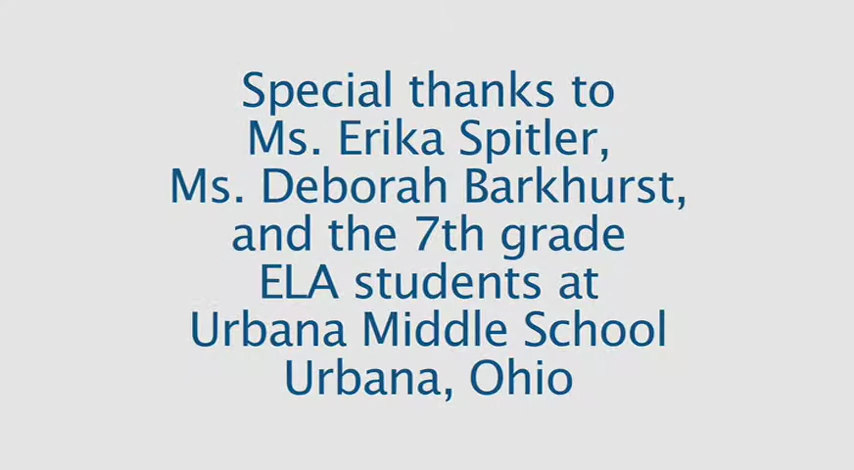 Special thanks to
Ms. Erika Spitler,
Ms. Deborah Barkhurst,
and the 7th grade
ELA students at
Urbana Middle School
Urbana, Ohio